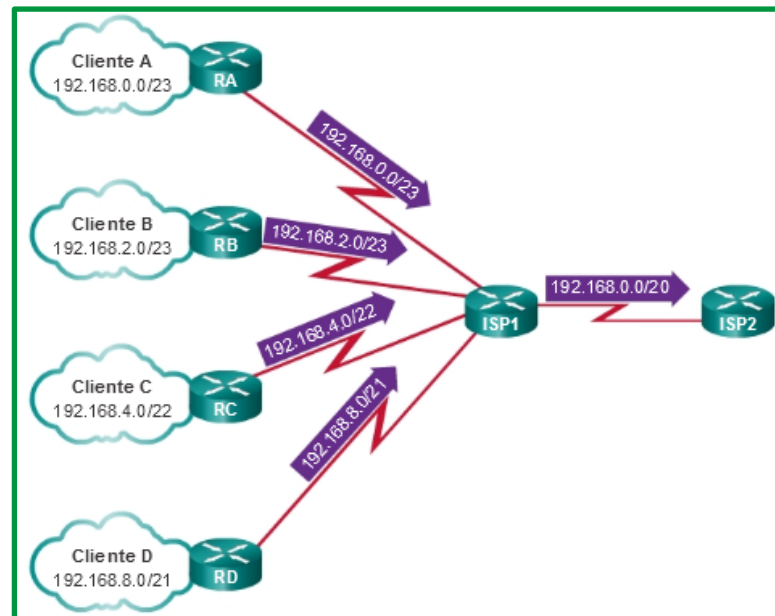 Cliente A
192.168.0.0/23
RA
192.168.0.0/23
Cliente B
192.168.2.0/23
RB
192.168.2.0/23
192.168.0.0/20
ISP1
ISP2
192.168.4.0/22
Cliente C
192.168.4.0/22
RC
192.168.8.0/21
Cliente D
192.168.8.0/21
RD